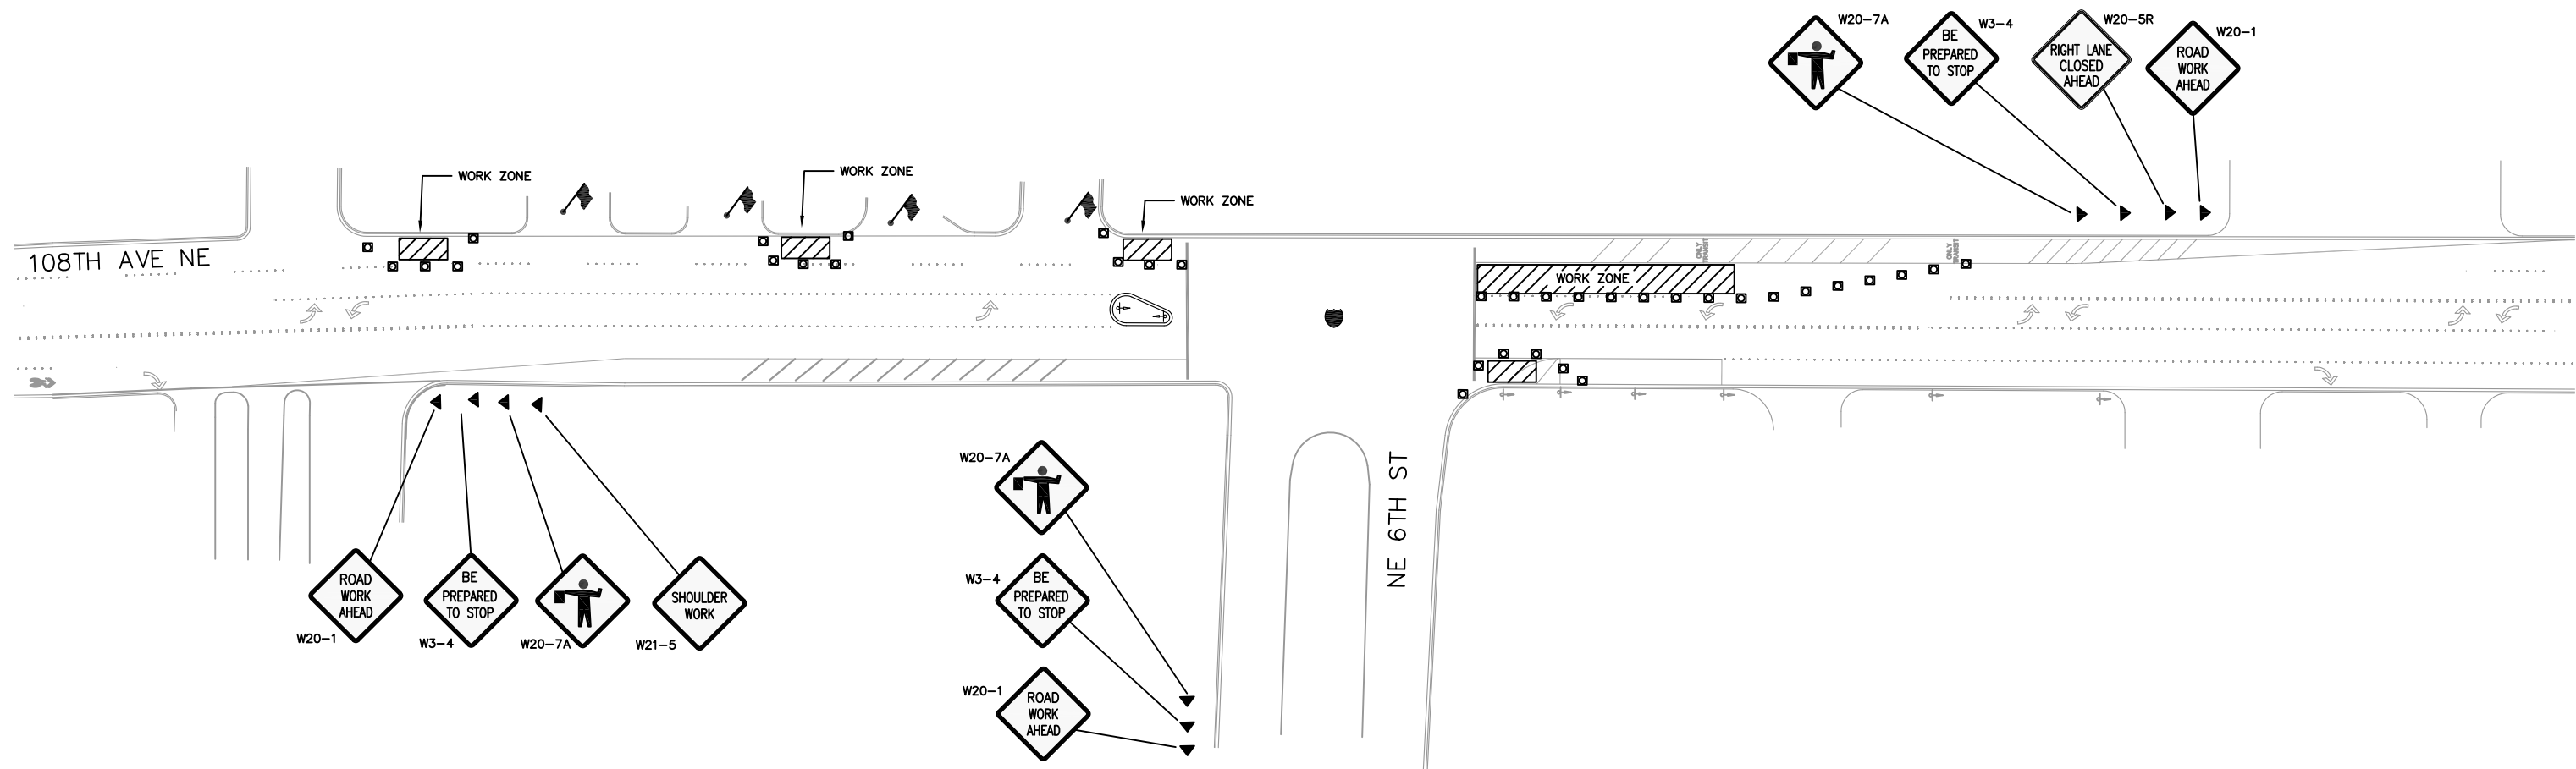 W20-7A
W3-4
W20-5R
W20-1
BE
PREPARED
TO STOP
RIGHT LANE
CLOSED
AHEAD
ROAD
WORK
AHEAD
WORK ZONE
WORK ZONE
WORK ZONE
108TH AVE NE
ONLY
TRANSIT
ONLY
TRANSIT
WORK ZONE
NE 6TH ST
W20-7A
W3-4
BE
PREPARED
TO STOP
W20-1
ROAD
WORK
AHEAD
ROAD
WORK
AHEAD
W20-1
BE
PREPARED
TO STOP
W3-4
W20-7A
SHOULDER
WORK
W21-5